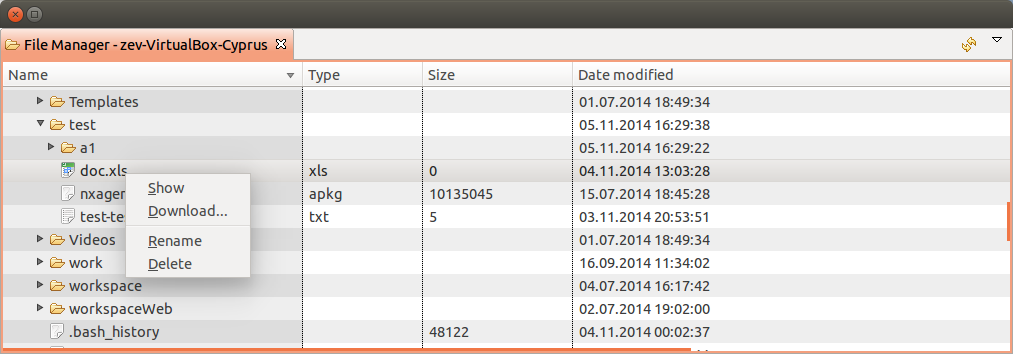 File Manager - zev-VirtualBox-Cyprus
Name Type Size Date modified
Templates 01.07.2014 18:49:34
test 05.11.2014 16:29:38
a1 05.11.2014 16:29:22
doc.xls xls 0 04.11.2014 13:03:28
apkg 10135045 15.07.2014 18:45:28
txt 5 03.11.2014 20:53:51
Show
Download...
Rename
Delete
Videos 01.07.2014 18:49:34
work 16.09.2014 11:34:02
workspace 04.07.2014 16:17:42
workspaceWeb 02.07.2014 19:02:00
.bash_history 48122 04.11.2014 00:02:37